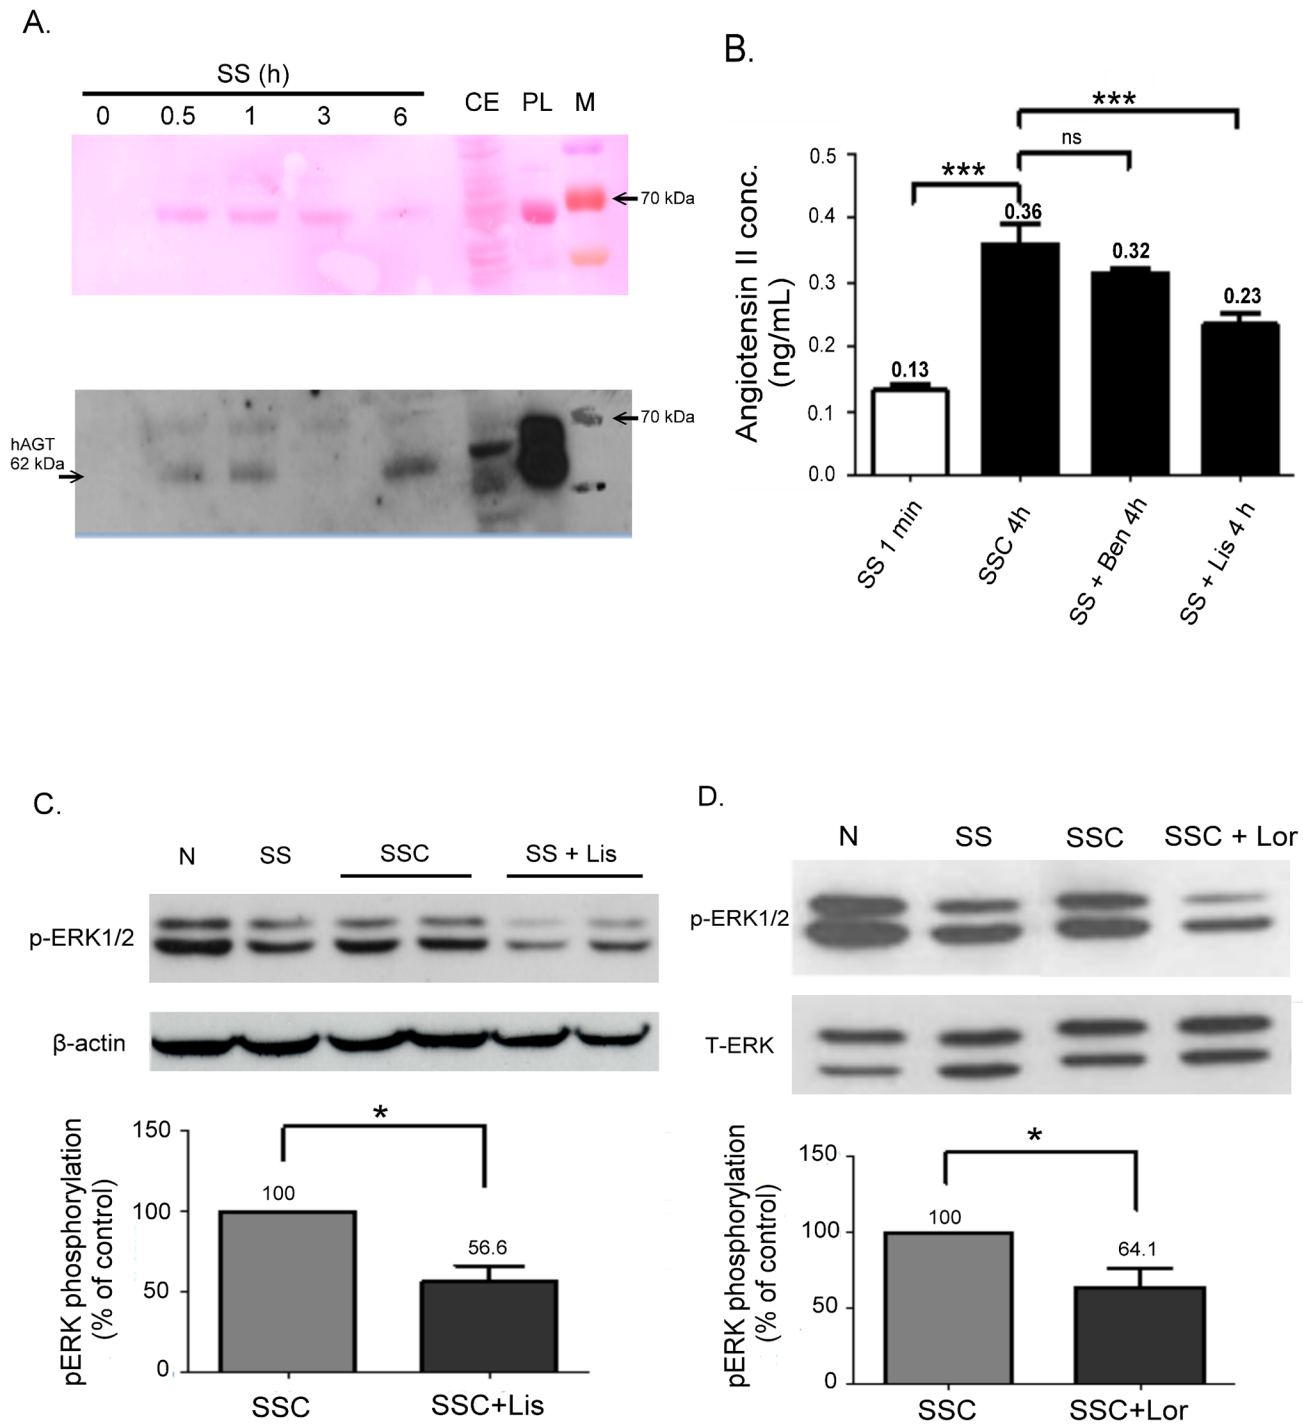 A.
SS (h)
0 0.5 1 3 6 CE PL M
70 kDa
hAGT
62 kDa
70 kDa
B.
Angiotensin II conc.
(ng/mL)
0.5
0.4
0.3
0.2
0.1
0.0
***
ns
***
0.13
0.36
0.32
0.23
SS 1 min
SSC 4h
SS + Ben 4h
SS + Lis 4 h
C.
N SS SSC SS + Lis
p-ERK1/2
β-actin
pERK phosphorylation
(% of control)
150
100
50
0
*
100
56.6
SSC
SSC+Lis
D.
N SS SSC SSC + Lor
p-ERK1/2
T-ERK
pERK phosphorylation
(% of control)
150
100
50
0
*
100
64.1
SSC
SSC+Lor